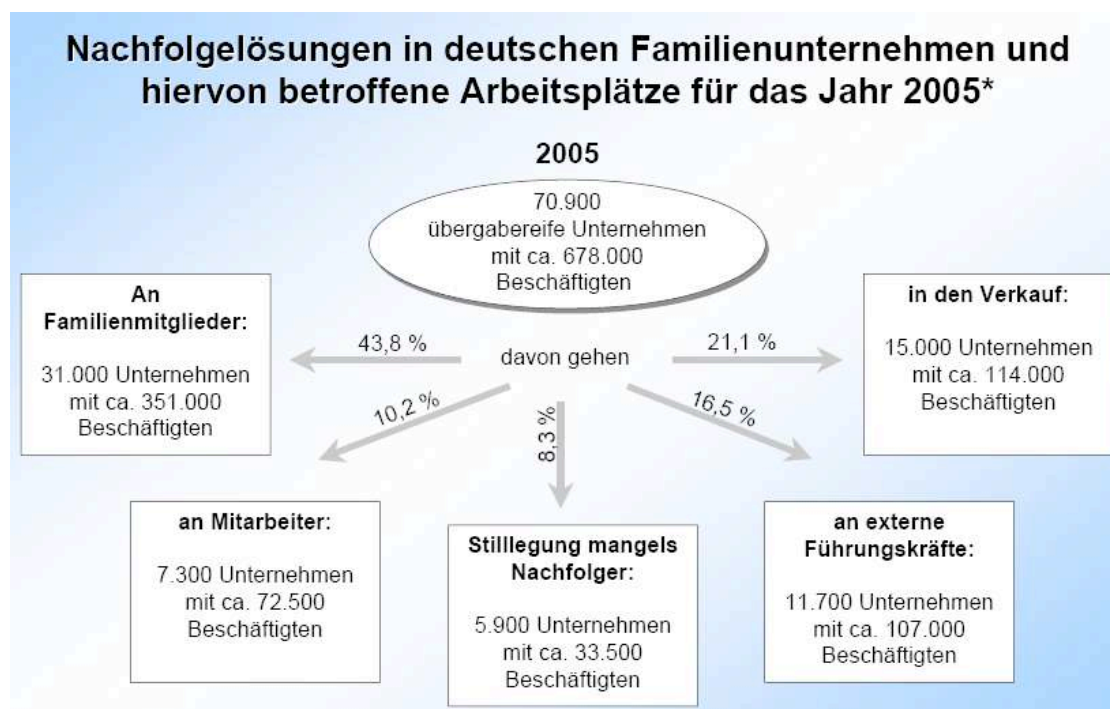 Nachfolgelösungen in deutschen Familienunternehmen und
hiervon betroffene Arbeitsplätze für das Jahr 2005*
2005
70.900
übergabereife Unternehmen
mit ca. 678.000
Beschäftigten
An
Familienmitglieder:
31.000 Unternehmen
mit ca. 351.000
Beschäftigten
43,8 %
davon gehen
21,1 %
in den Verkauf:
15.000 Unternehmen
mit ca. 114.000
Beschäftigten
10,2 %
8,3 %
16,5 %
an Mitarbeiter:
7.300 Unternehmen
mit ca. 72.500
Beschäftigten
Stilllegung mangels
Nachfolger:
5.900 Unternehmen
mit ca. 33.500
Beschäftigten
an externe
Führungskräfte:
11.700 Unternehmen
mit ca. 107.000
Beschäftigten